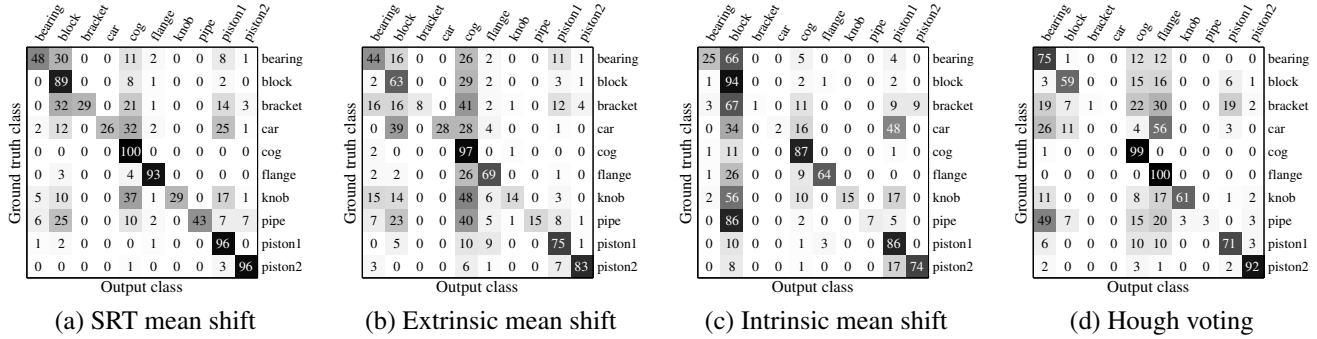 bearing block bracket car cog flange knob pipe piston1 piston2
48 30 0 0 11 2 0 0 8 1 bearing
0 89 0 0 8 1 0 0 2 0 block
0 32 29 0 21 1 0 0 14 3 bracket
2 12 0 26 32 2 0 0 25 1 car
0 0 0 0 100 0 0 0 0 0 cog
0 3 0 0 4 93 0 0 0 0 flange
5 10 0 0 37 1 29 0 17 1 knob
6 25 0 0 10 2 0 43 7 7 pipe
1 2 0 0 0 1 0 0 96 0 piston1
0 0 0 0 1 0 0 0 3 96 piston2
Ground truth class
Output class
(a) SRT mean shift
bearing block bracket car cog flange knob pipe piston1 piston2
44 16 0 0 26 2 0 0 11 1 bearing
2 63 0 0 29 2 0 0 3 1 block
16 16 8 0 41 2 1 0 12 4 bracket
0 39 0 28 28 4 0 0 1 0 car
2 0 0 0 97 0 1 0 0 0 cog
2 2 0 0 26 69 0 0 1 0 flange
15 14 0 0 48 6 14 0 3 0 knob
7 23 0 0 40 5 1 15 8 1 pipe
0 5 0 0 10 9 0 0 75 1 piston1
3 0 0 0 6 1 0 0 7 83 piston2
Ground truth class
Output class
(b) Extrinsic mean shift
bearing block bracket car cog flange knob pipe piston1 piston2
25 66 0 0 5 0 0 0 4 0 bearing
1 94 0 0 2 1 0 0 2 0 block
3 67 1 0 11 0 0 0 9 9 bracket
0 34 0 2 16 0 0 0 48 0 car
1 11 0 0 87 0 0 0 1 0 cog
1 26 0 0 9 64 0 0 0 0 flange
2 56 0 0 10 0 15 0 17 0 knob
0 86 0 0 2 0 0 7 5 0 pipe
0 10 0 0 1 3 0 0 86 0 piston1
1 8 0 0 0 0 0 0 17 74 piston2
Ground truth class
Output class
(c) Intrinsic mean shift
bearing block bracket car cog flange knob pipe piston1 piston2
75 1 0 0 12 12 0 0 0 0 bearing
3 59 0 0 15 16 0 0 6 1 block
19 7 1 0 22 30 0 0 19 2 bracket
26 11 0 0 4 56 0 0 3 0 car
1 0 0 0 99 0 0 0 0 0 cog
0 0 0 0 0 100 0 0 0 0 flange
11 0 0 0 8 17 61 0 1 2 knob
49 7 0 0 15 20 3 3 0 3 pipe
6 0 0 0 10 10 0 0 71 3 piston1
2 0 0 0 3 1 0 0 2 92 piston2
Ground truth class
Output class
(d) Hough voting